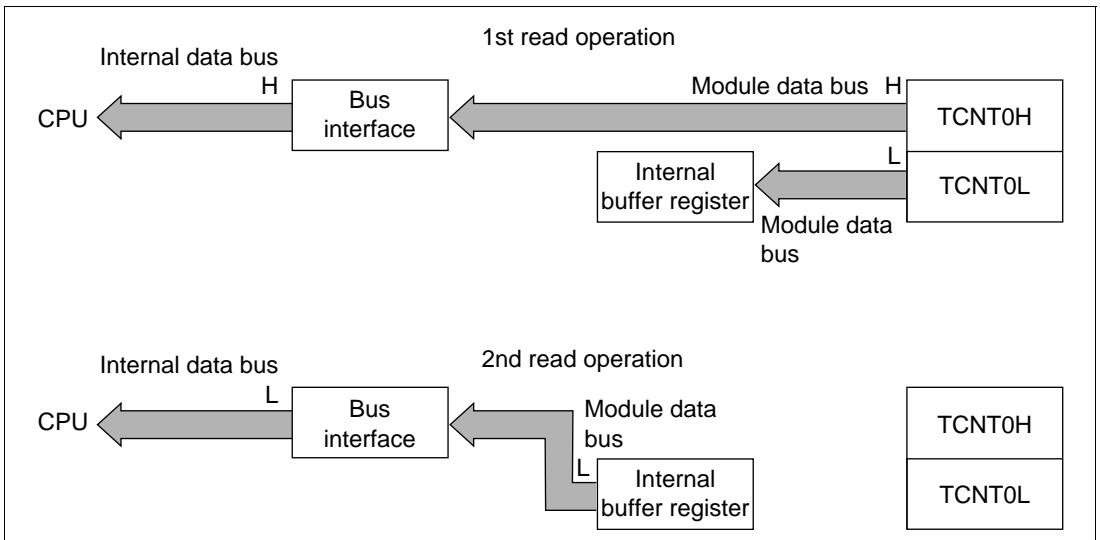 1st read operation
Internal data bus
H
Module data bus H
CPU
Bus
interface
TCNT0H
L
Internal
buffer register
TCNT0L
Module data
bus
2nd read operation
Internal data bus
L
Module data
bus
CPU
Bus
interface
TCNT0H
L
Internal
buffer register
TCNT0L